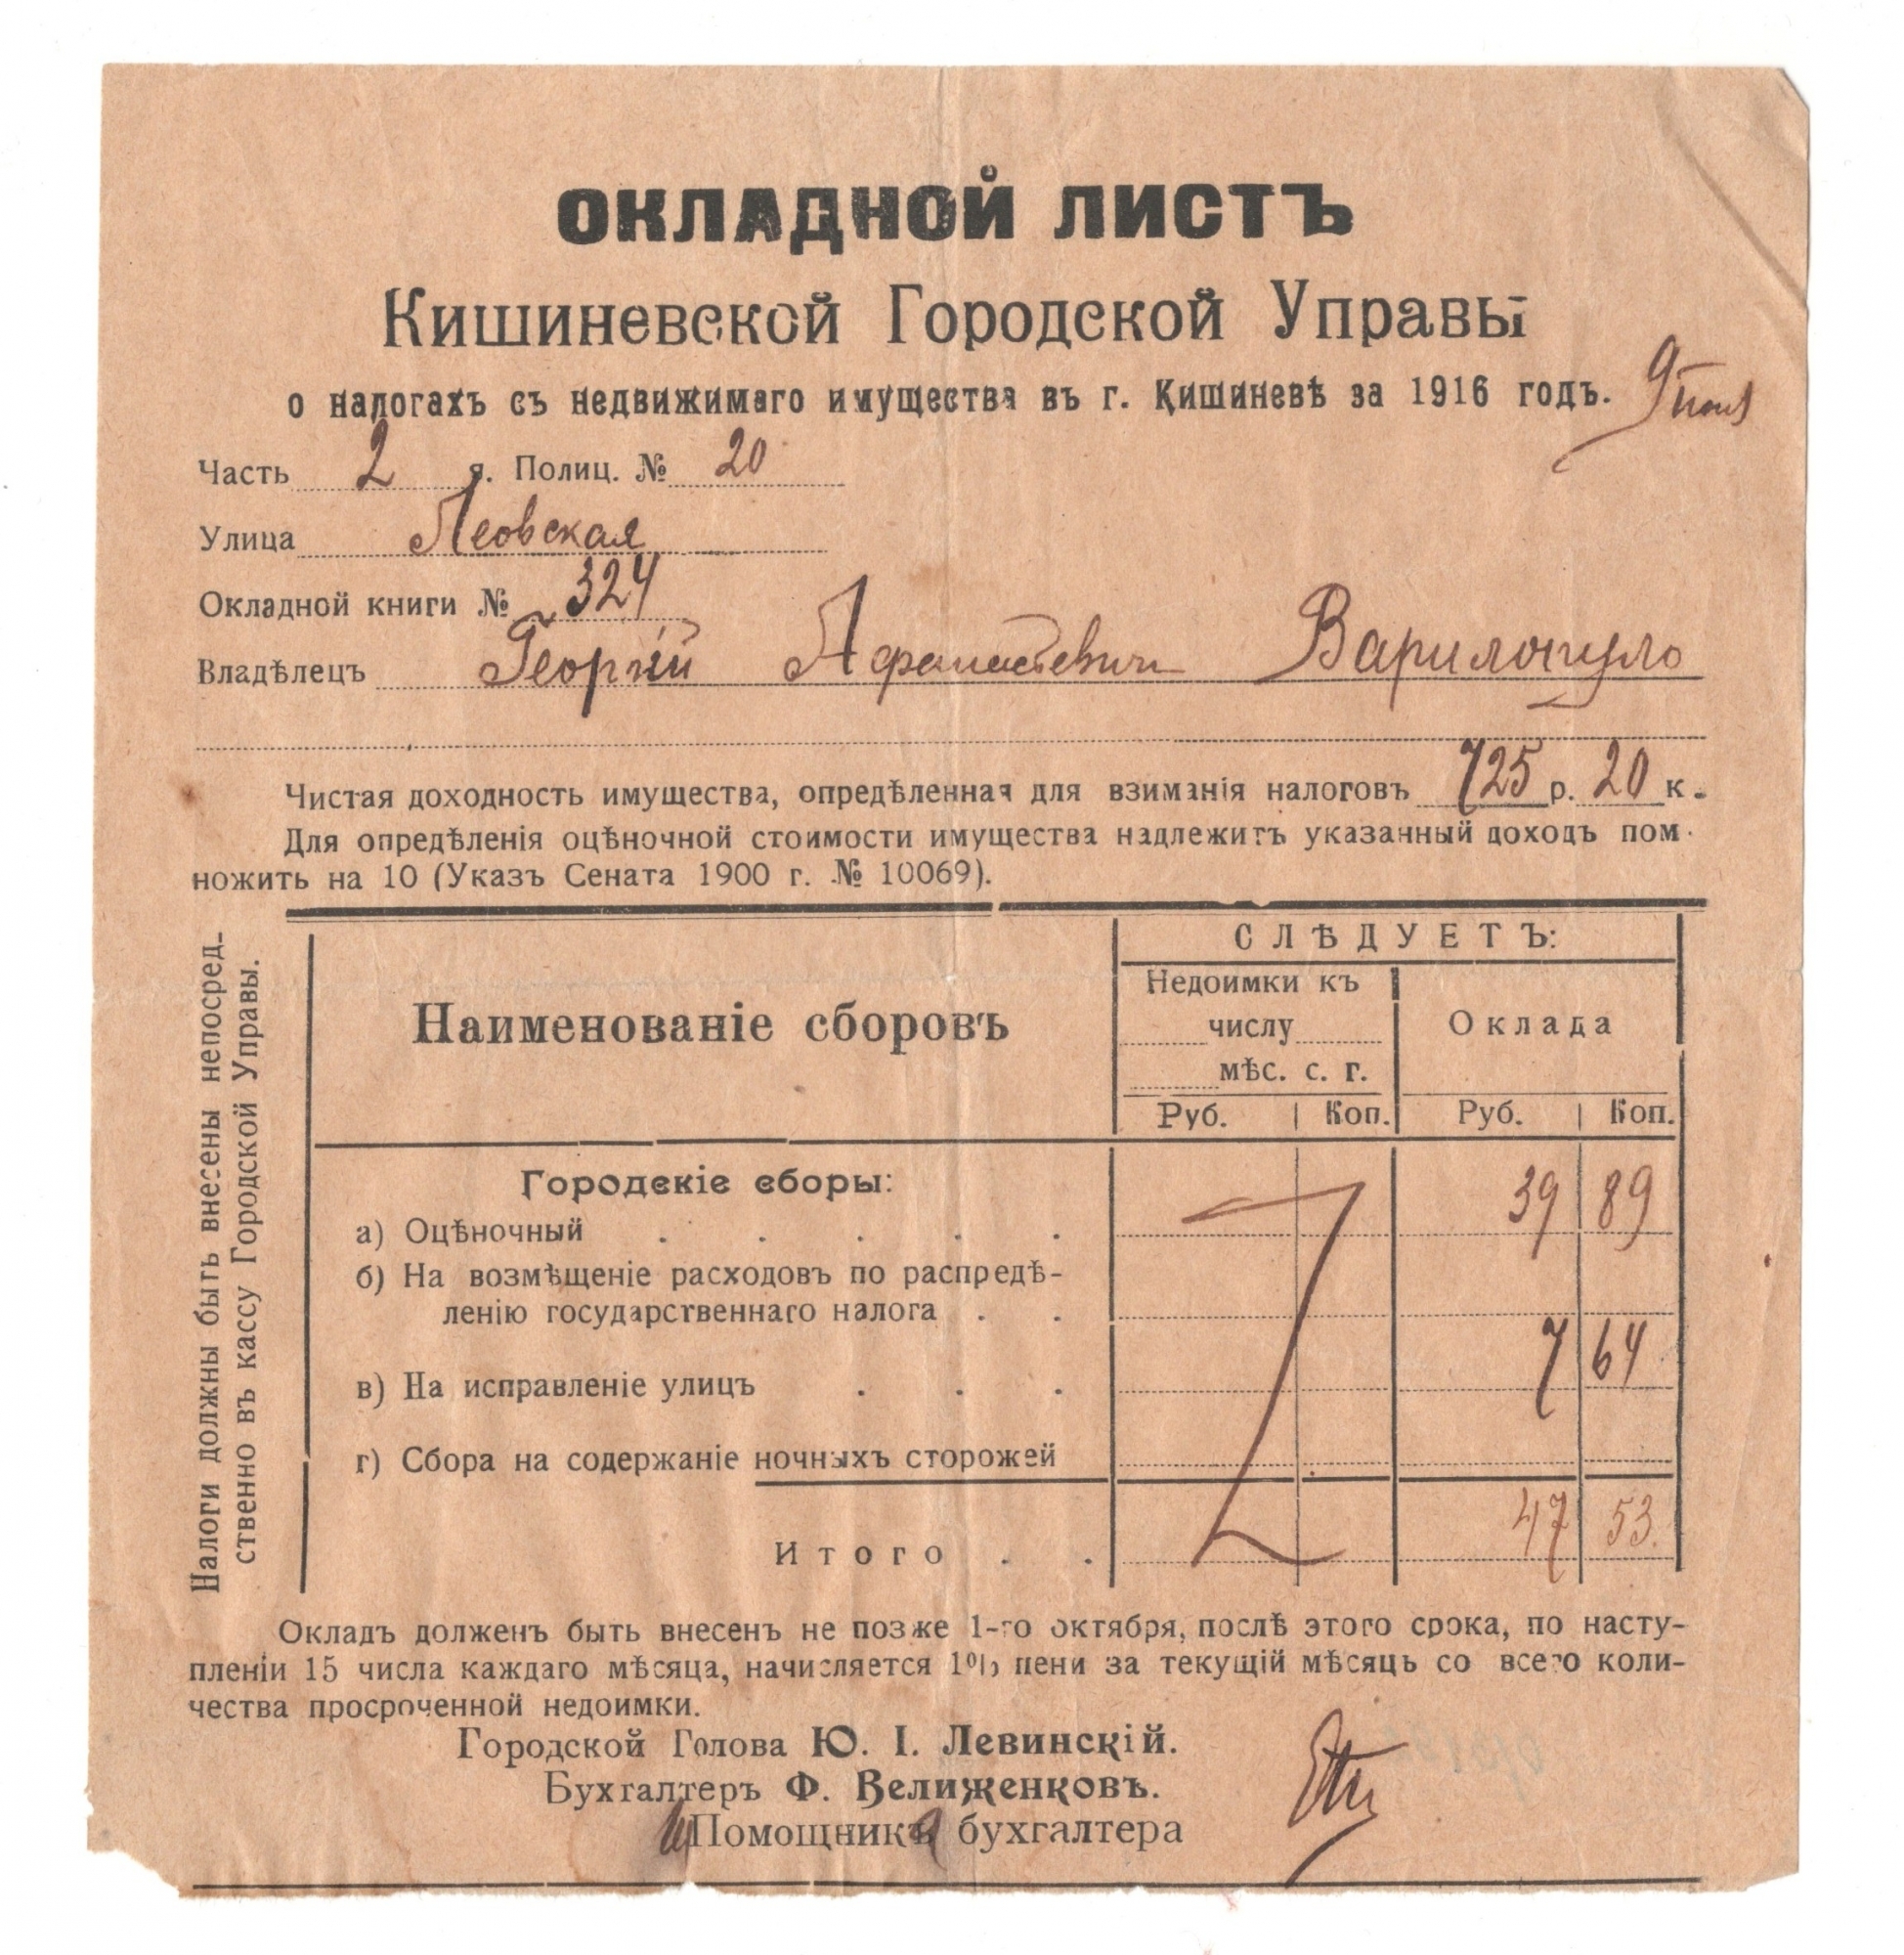 ОКЛАДНОЙ ЛИСТЪ
Кишиневской Городской Управы
о налогахъ съ недвижимаго имущества въ г. Кишиневѣ за 1916 годъ.
Часть 2 я. Полиц. № 20
Улица Леовская
Окладной книги № 324
Владѣлецъ Георгій Афанасьевичъ
Чистая доходность имущества, опредѣленная для взиманія налоговъ 725 р. 20 к.
Для опредѣленія оцѣночной стоимости имущества надлежитъ указанный доходъ пом-
ножить на 10 (Указъ Сената 1900 г. № 10069).
Налоги должны быть внесены непосред-
ственно въ кассу Городской Управы.
Наименованіе сборовъ
СЛѢДУЕТЪ:
Недоимки къ
числу
мѣс. с. г.
Оклада
Руб. Коп. Руб. Коп.
Городскіе сборы:
а) Оцѣночный . . . . . 39 89
б) На возмѣщеніе расходовъ по распредѣ-
ленію государственнаго налога . .
в) На исправленіе улицъ . . . 7 64
г) Сбора на содержаніе ночныхъ сторожей
Итого . . 47 53.
Окладъ долженъ быть внесенъ не позже 1-го октября, послѣ этого срока, по насту-
пленіи 15 числа каждаго мѣсяца, начисляется 1% пени за текущій мѣсяцъ со всего коли-
чества просроченной недоимки.
Городской Голова Ю. І. Левинскій.
Бухгалтеръ Ф. Велиженковъ.
Помощникъ бухгалтера